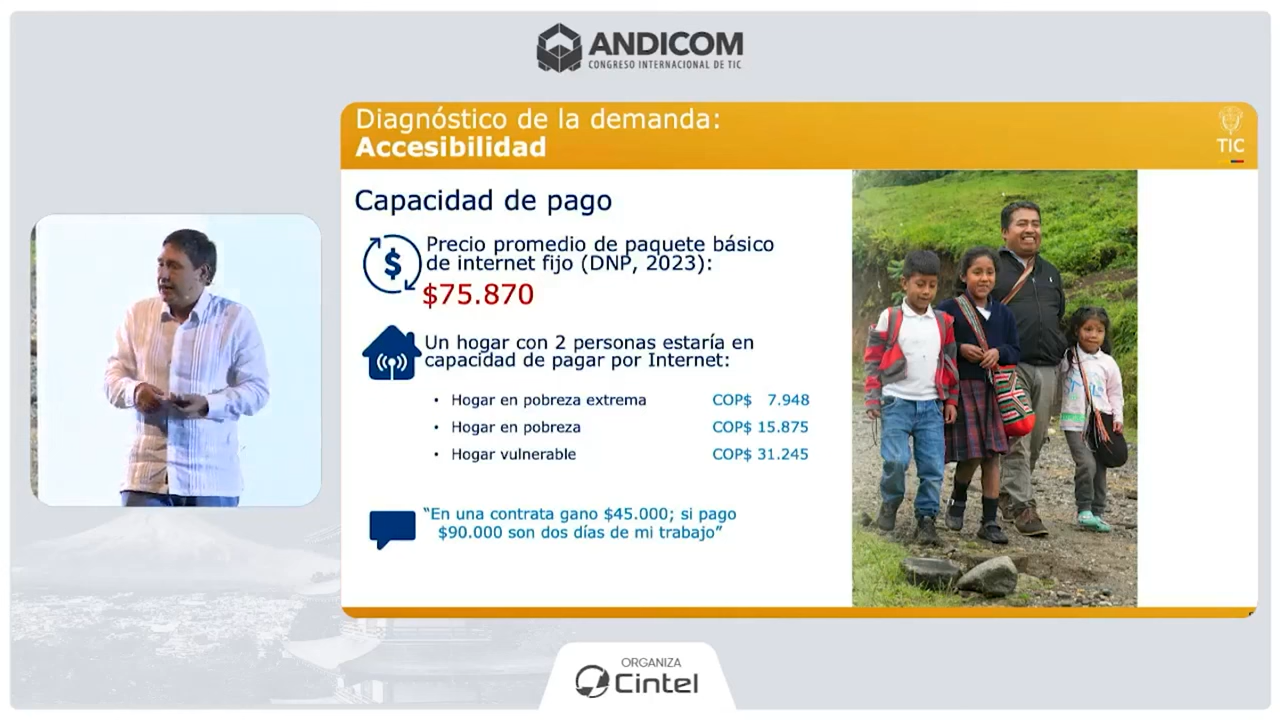 ANDICOM
CONGRESO INTERNACIONAL DE TIC
Diagnóstico de la demanda:
Accesibilidad
TIC
Capacidad de pago
$
Precio promedio de paquete básico
de internet fijo (DNP, 2023):
$75.870
Un hogar con 2 personas estaría en
capacidad de pagar por Internet:
• Hogar en pobreza extrema COP$ 7.948
• Hogar en pobreza COP$ 15.875
• Hogar vulnerable COP$ 31.245
“En una contrata gano $45.000; si pago
$90.000 son dos días de mi trabajo”
ORGANIZA
Cintel